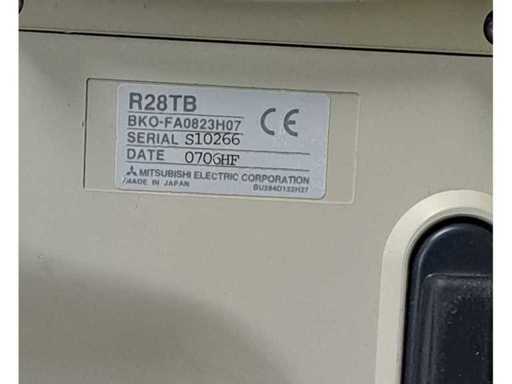 R28TB
BKO-FA0823H07
CE
SERIAL S10266
DATE 0706HF
MITSUBISHI ELECTRIC CORPORATION
MADE IN JAPAN
BU384D132H27